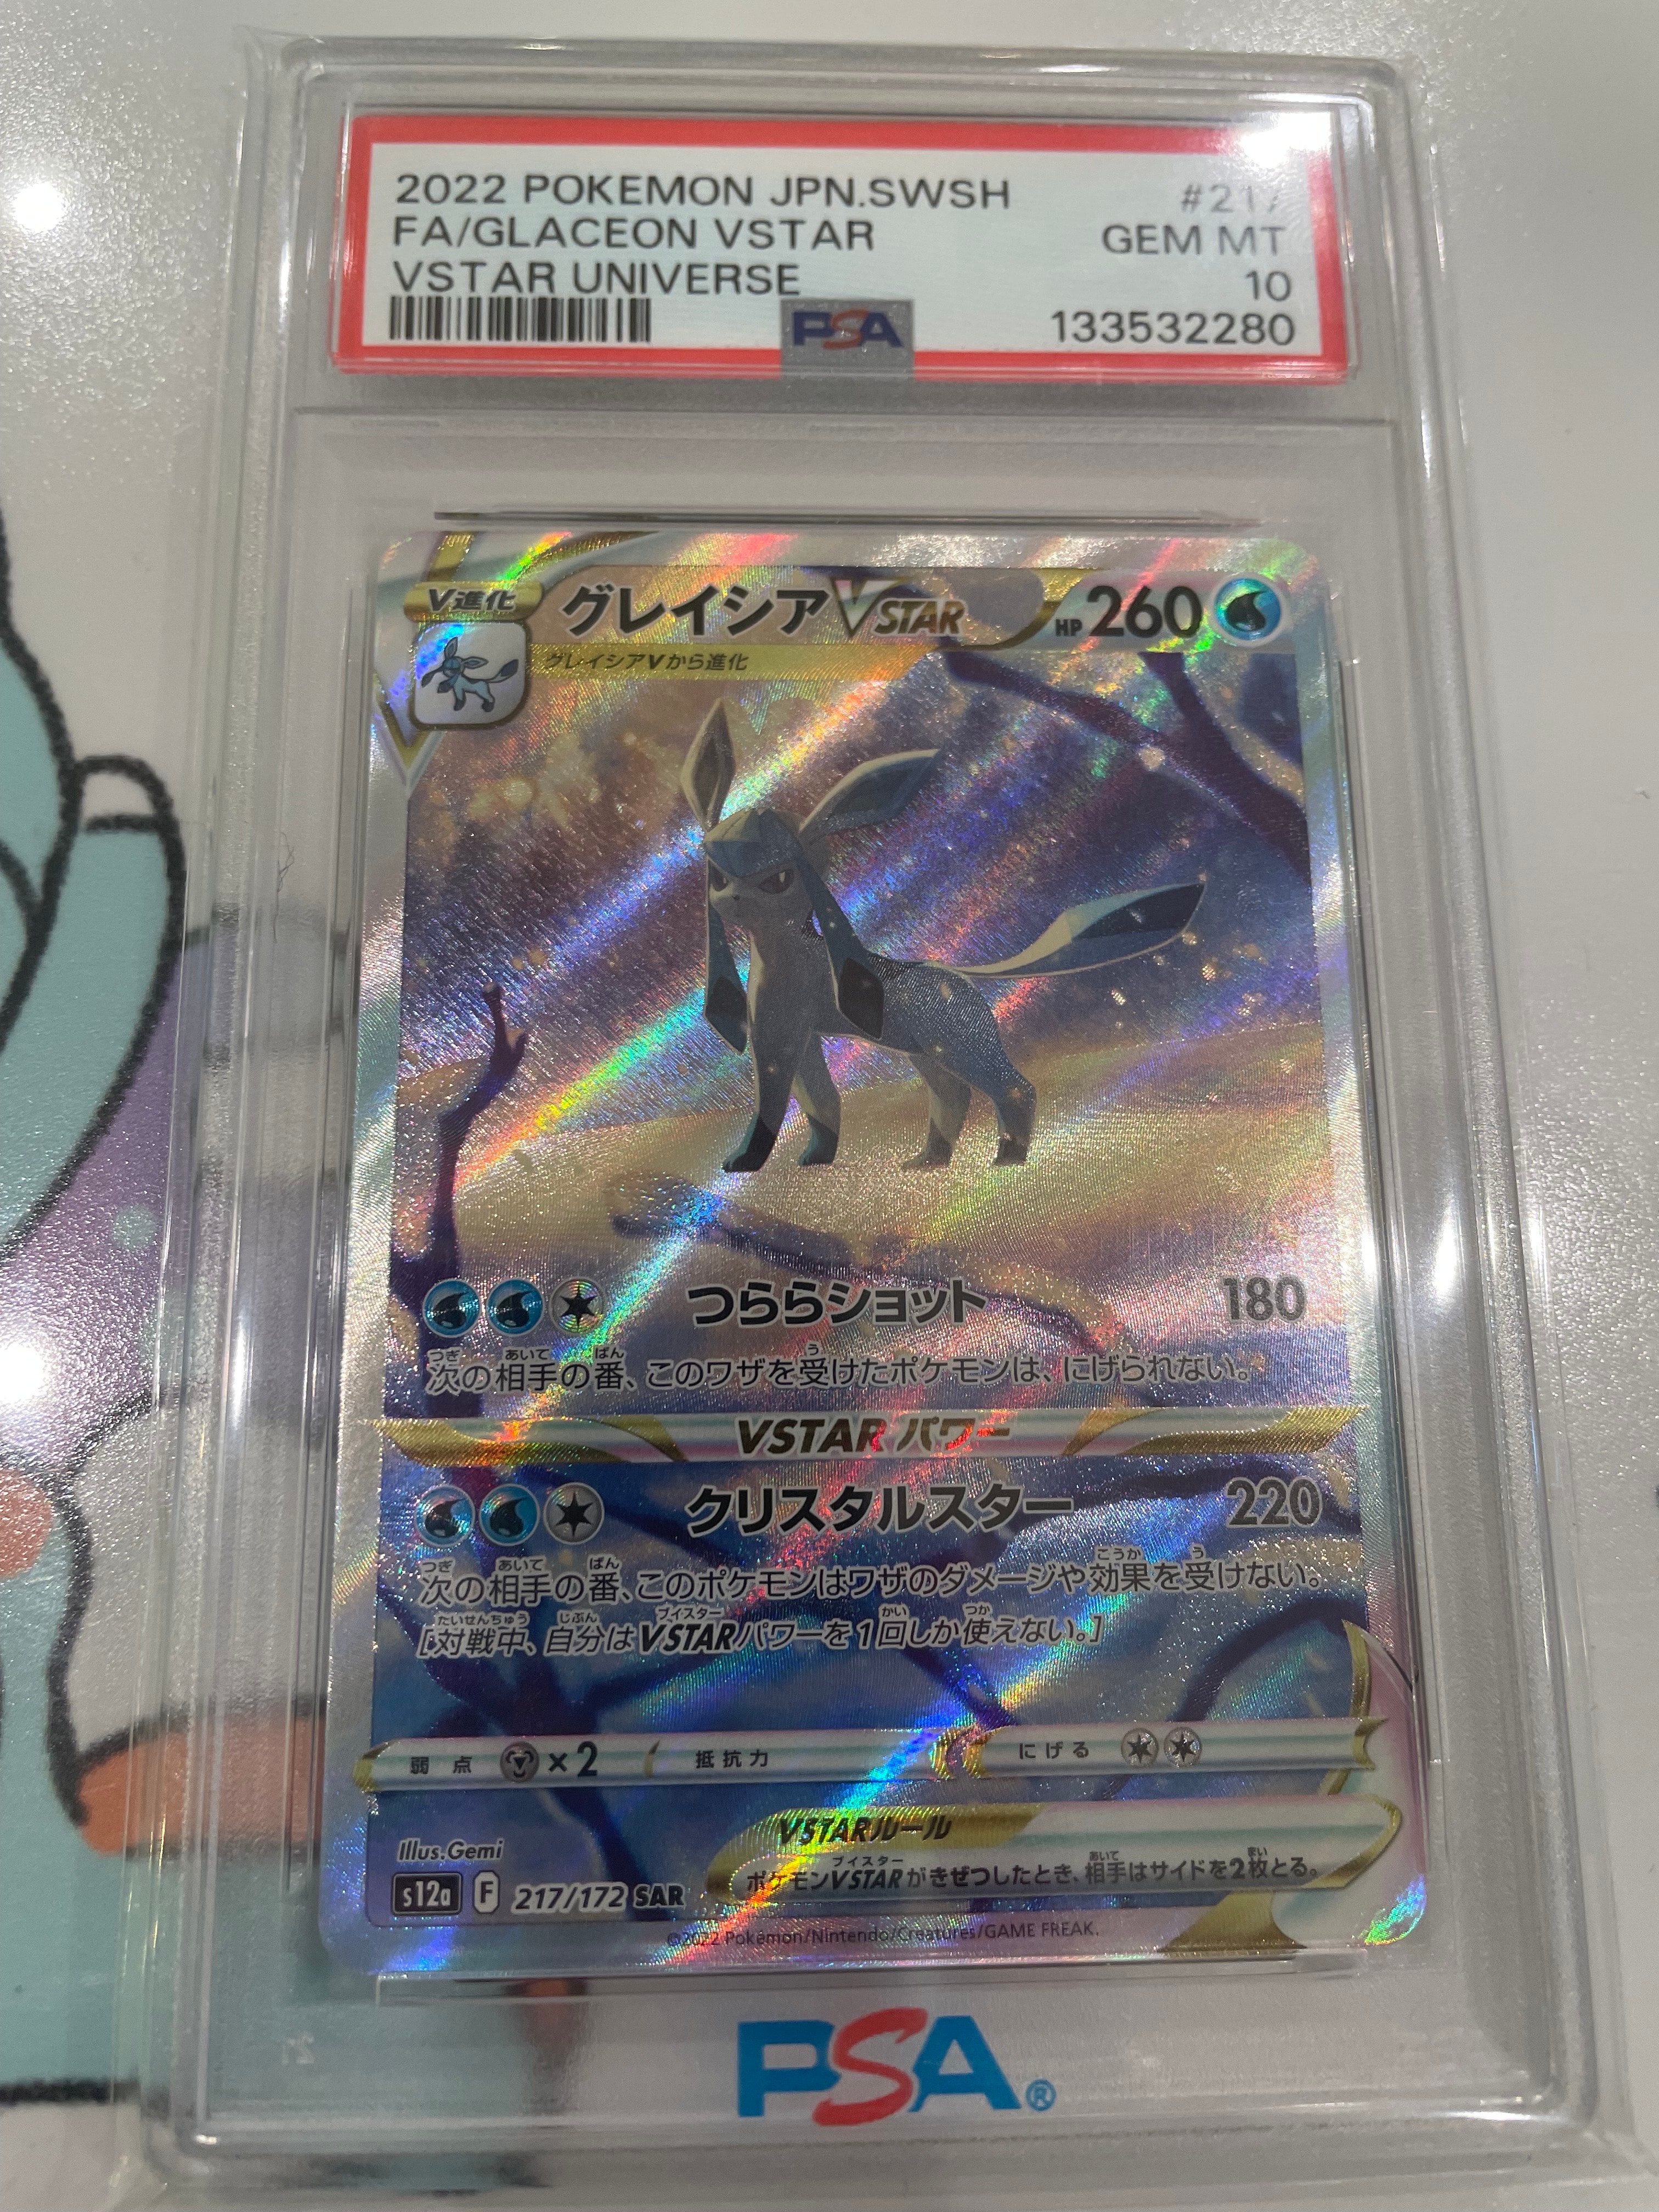 2022 POKEMON JPN.SWSH #217
FA/GLACEON VSTAR GEM MT
VSTAR UNIVERSE 10
PSA 133532280
V進化 グレイシアVSTAR HP 260
グレイシアVから進化
つららショット 180
次の相手の番、このワザを受けたポケモンは、にげられない。
VSTARパワー
クリスタルスター 220
次の相手の番、このポケモンはワザのダメージや効果を受けない。
[対戦中、自分はVSTARパワーを1回しか使えない。]
弱点 ×2 抵抗力 にげる
VSTARルール
ポケモンVSTARがきぜつしたとき、相手はサイドを2枚とる。
Illus.Gemi
s12a F 217/172 SAR
©2022 Pokémon/Nintendo/Creatures/GAME FREAK.
PSA®